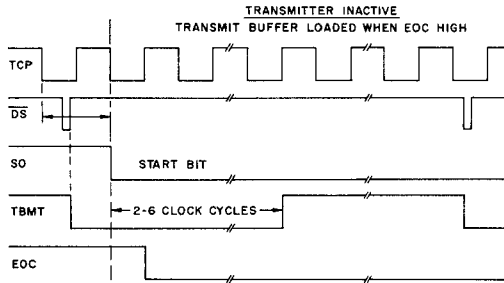 TRANSMITTER INACTIVE
TRANSMIT BUFFER LOADED WHEN EOC HIGH
TCP
DS
SO
START BIT
TBMT
2-6 CLOCK CYCLES
EOC